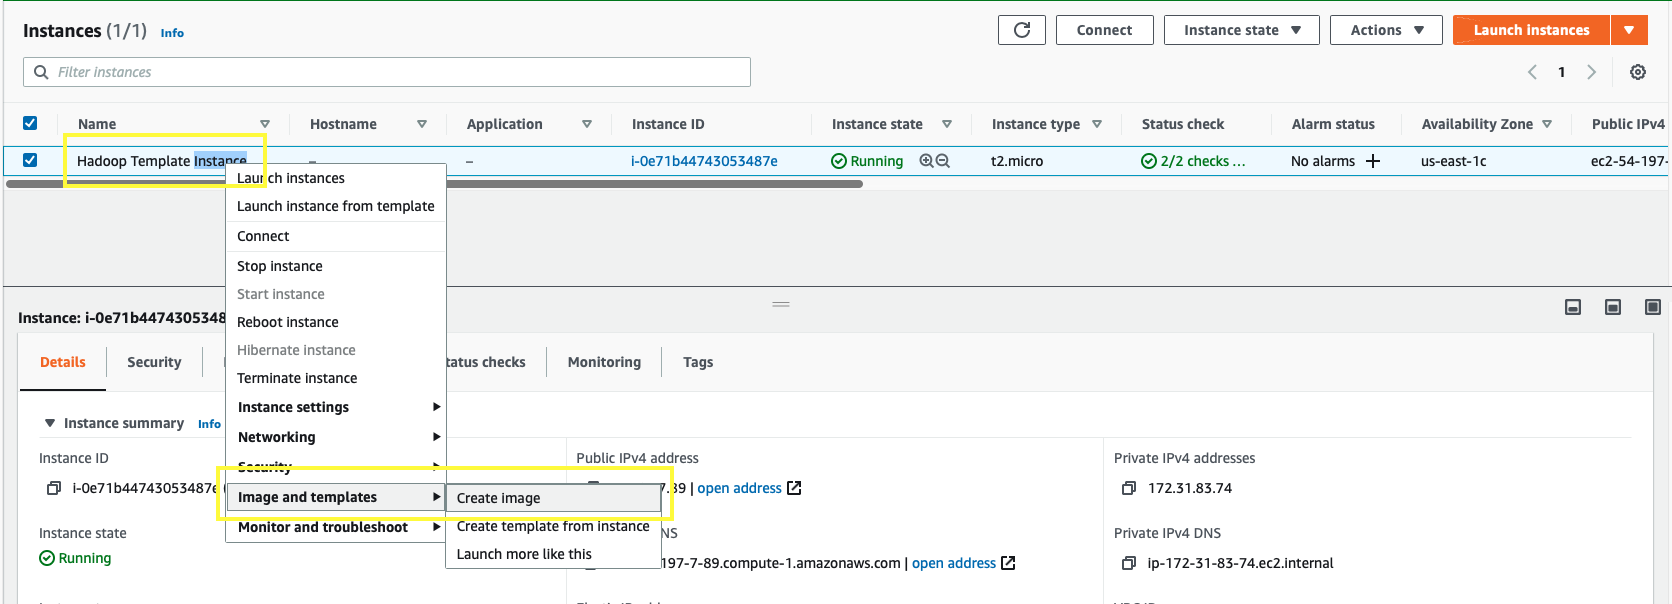 Instances (1/1) Info
Connect
Instance state
Actions
Launch instances
Filter instances
1
Name Hostname Application Instance ID Instance state Instance type Status check Alarm status Availability Zone Public IPv4
Hadoop Template Instance – – i-0e71b44743053487e Running t2.micro 2/2 checks ... No alarms + us-east-1c ec2-54-197-
Launch instances
Launch instance from template
Connect
Stop instance
Start instance
Reboot instance
Hibernate instance
Terminate instance
Instance settings
Networking
Security
Image and templates
Monitor and troubleshoot
Create image
Create template from instance
Launch more like this
Instance: i-0e71b4474305348
Details Security tatus checks Monitoring Tags
Instance summary Info
Instance ID
i-0e71b44743053487e
Instance state
Running
Public IPv4 address
.89 | open address
NS
197-7-89.compute-1.amazonaws.com | open address
Private IPv4 addresses
172.31.83.74
Private IPv4 DNS
ip-172-31-83-74.ec2.internal